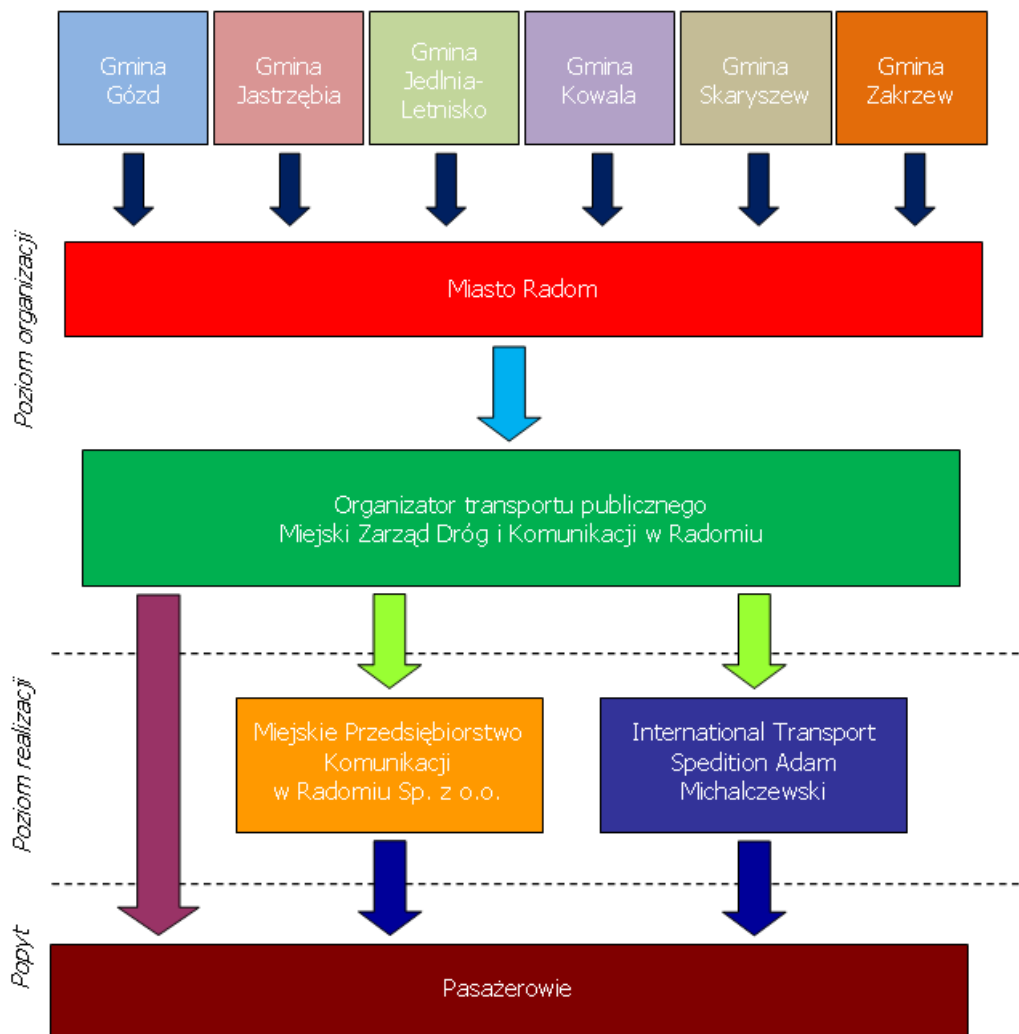 Gmina
Gózd
Gmina
Jastrzębia
Gmina
Jedlnia-
Letnisko
Gmina
Kowala
Gmina
Skaryszew
Gmina
Zakrzew
Poziom organizacji
Miasto Radom
Organizator transportu publicznego
Miejski Zarząd Dróg i Komunikacji w Radomiu
Poziom realizacji
Miejskie Przedsiębiorstwo
Komunikacji
w Radomiu Sp. z o.o.
International Transport
Spedition Adam
Michalczewski
Popyt
Pasażerowie